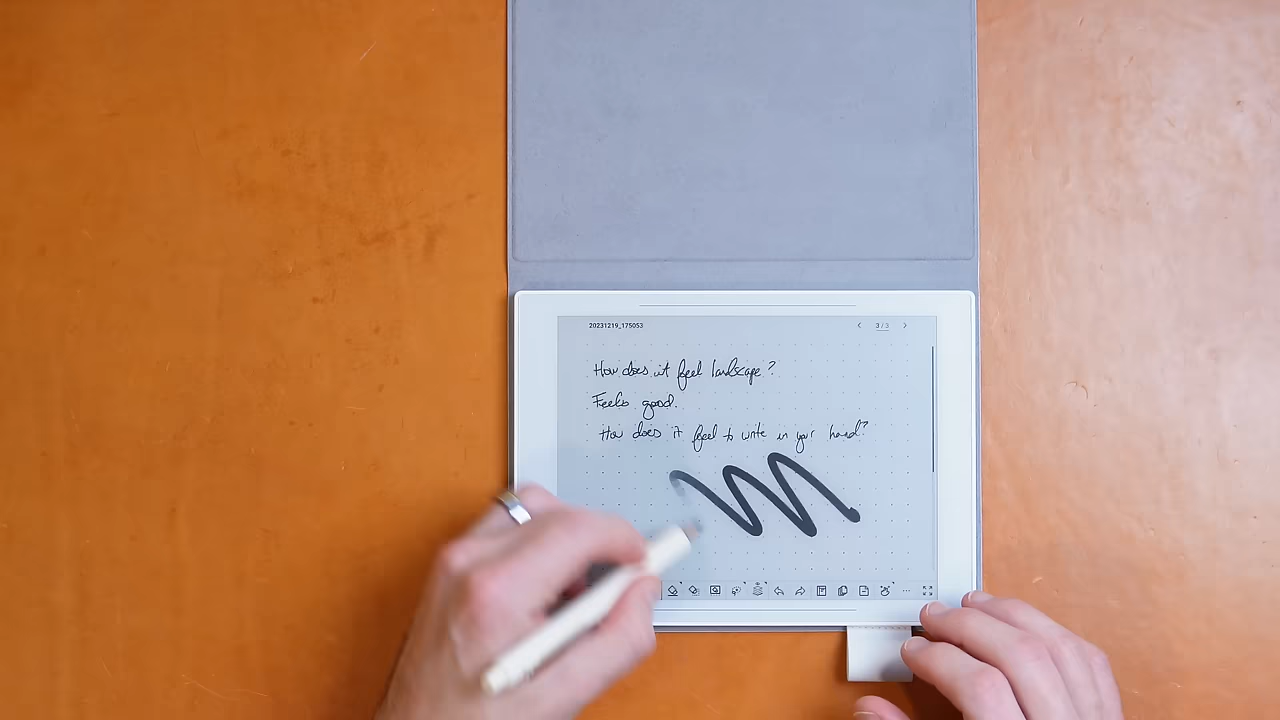 20231219_175053
3/3
How does it feel landscape?
Feels good.
How does it feel to write in your hand?